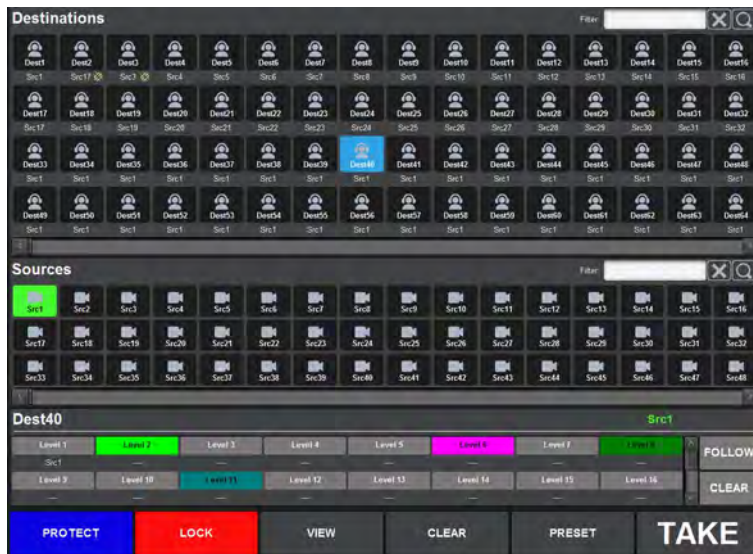 Destinations
Filter
Dest1 Dest2 Dest3 Dest4 Dest5 Dest6 Dest7 Dest8 Dest9 Dest10 Dest11 Dest12 Dest13 Dest14 Dest15 Dest16
Src1 Src17 Src3 Src4 Src5 Src6 Src7 Src8 Src9 Src10 Src11 Src12 Src13 Src14 Src15 Src16
Dest17 Dest18 Dest19 Dest20 Dest21 Dest22 Dest23 Dest24 Dest25 Dest26 Dest27 Dest28 Dest29 Dest30 Dest31 Dest32
Src17 Src18 Src19 Src20 Src21 Src22 Src23 Src24 Src25 Src26 Src27 Src28 Src29 Src30 Src31 Src32
Dest33 Dest34 Dest35 Dest36 Dest37 Dest38 Dest39 Dest40 Dest41 Dest42 Dest43 Dest44 Dest45 Dest46 Dest47 Dest48
Src1 Src1 Src1 Src1 Src1 Src1 Src1 Src1 Src1 Src1 Src1 Src1 Src1 Src1 Src1 Src1
Dest49 Dest50 Dest51 Dest52 Dest53 Dest54 Dest55 Dest56 Dest57 Dest58 Dest59 Dest60 Dest61 Dest62 Dest63 Dest64
Src1 Src1 Src1 Src1 Src1 Src1 Src1 Src1 Src1 Src1 Src1 Src1 Src1 Src1 Src1 Src1
Sources
Filter
Src1 Src2 Src3 Src4 Src5 Src6 Src7 Src8 Src9 Src10 Src11 Src12 Src13 Src14 Src15 Src16
Src17 Src18 Src19 Src20 Src21 Src22 Src23 Src24 Src25 Src26 Src27 Src28 Src29 Src30 Src31 Src32
Src33 Src34 Src35 Src36 Src37 Src38 Src39 Src40 Src41 Src42 Src43 Src44 Src45 Src46 Src47 Src48
Dest40 Src1
Level 1 Level 2 Level 3 Level 4 Level 5 Level 6 Level 7 Level 8
Src1 — — — — — — —
FOLLOW
Level 9 Level 10 Level 11 Level 12 Level 13 Level 14 Level 15 Level 16
— — — — — — — —
CLEAR
PROTECT LOCK VIEW CLEAR PRESET TAKE